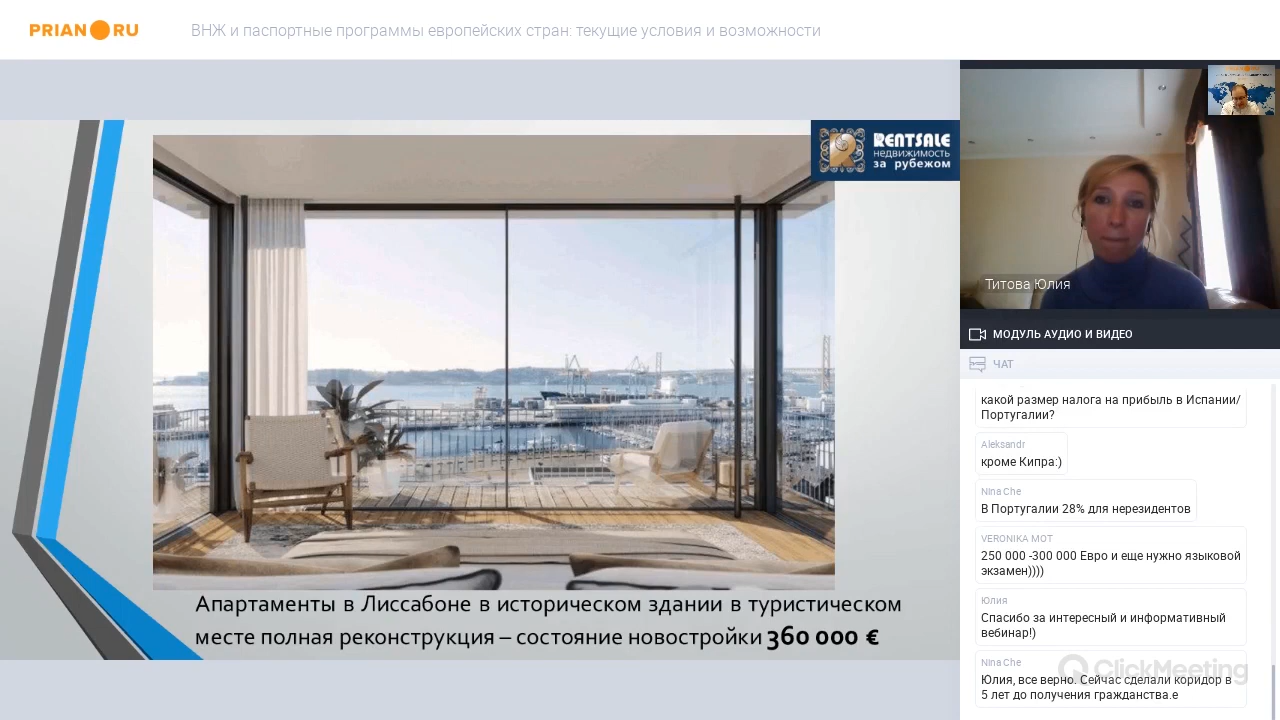 PRIAN RU
ВНЖ и паспортные программы европейских стран: текущие условия и возможности
RENTSALE
недвижимость
за рубежом
Апартаменты в Лиссабоне в историческом здании в туристическом
месте полная реконструкция – состояние новостройки 360 000 €
Титова Юлия
МОДУЛЬ АУДИО И ВИДЕО
ЧАТ
какой размер налога на прибыль в Испании/
Португалии?
Aleksandr
кроме Кипра:)
Nina Che
В Португалии 28% для нерезидентов
VERONIKA MOT
250 000 -300 000 Евро и еще нужно языковой
экзамен))))
Юлия
Спасибо за интересный и информативный
вебинар!)
Nina Che
Юлия, все верно. Сейчас сделали коридор в
5 лет до получения гражданства.е
ClickMeeting